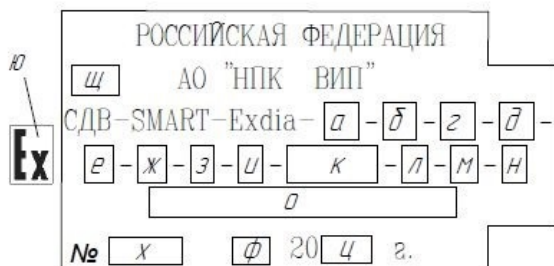 ю
РОССИЙСКАЯ ФЕДЕРАЦИЯ
щ АО "НПК ВИП"
СДВ-SMART-Exdia- а - б - г - д -
Ex
е - ж - з - и - к - л - м - н
о
№ х ф 20 ц г.